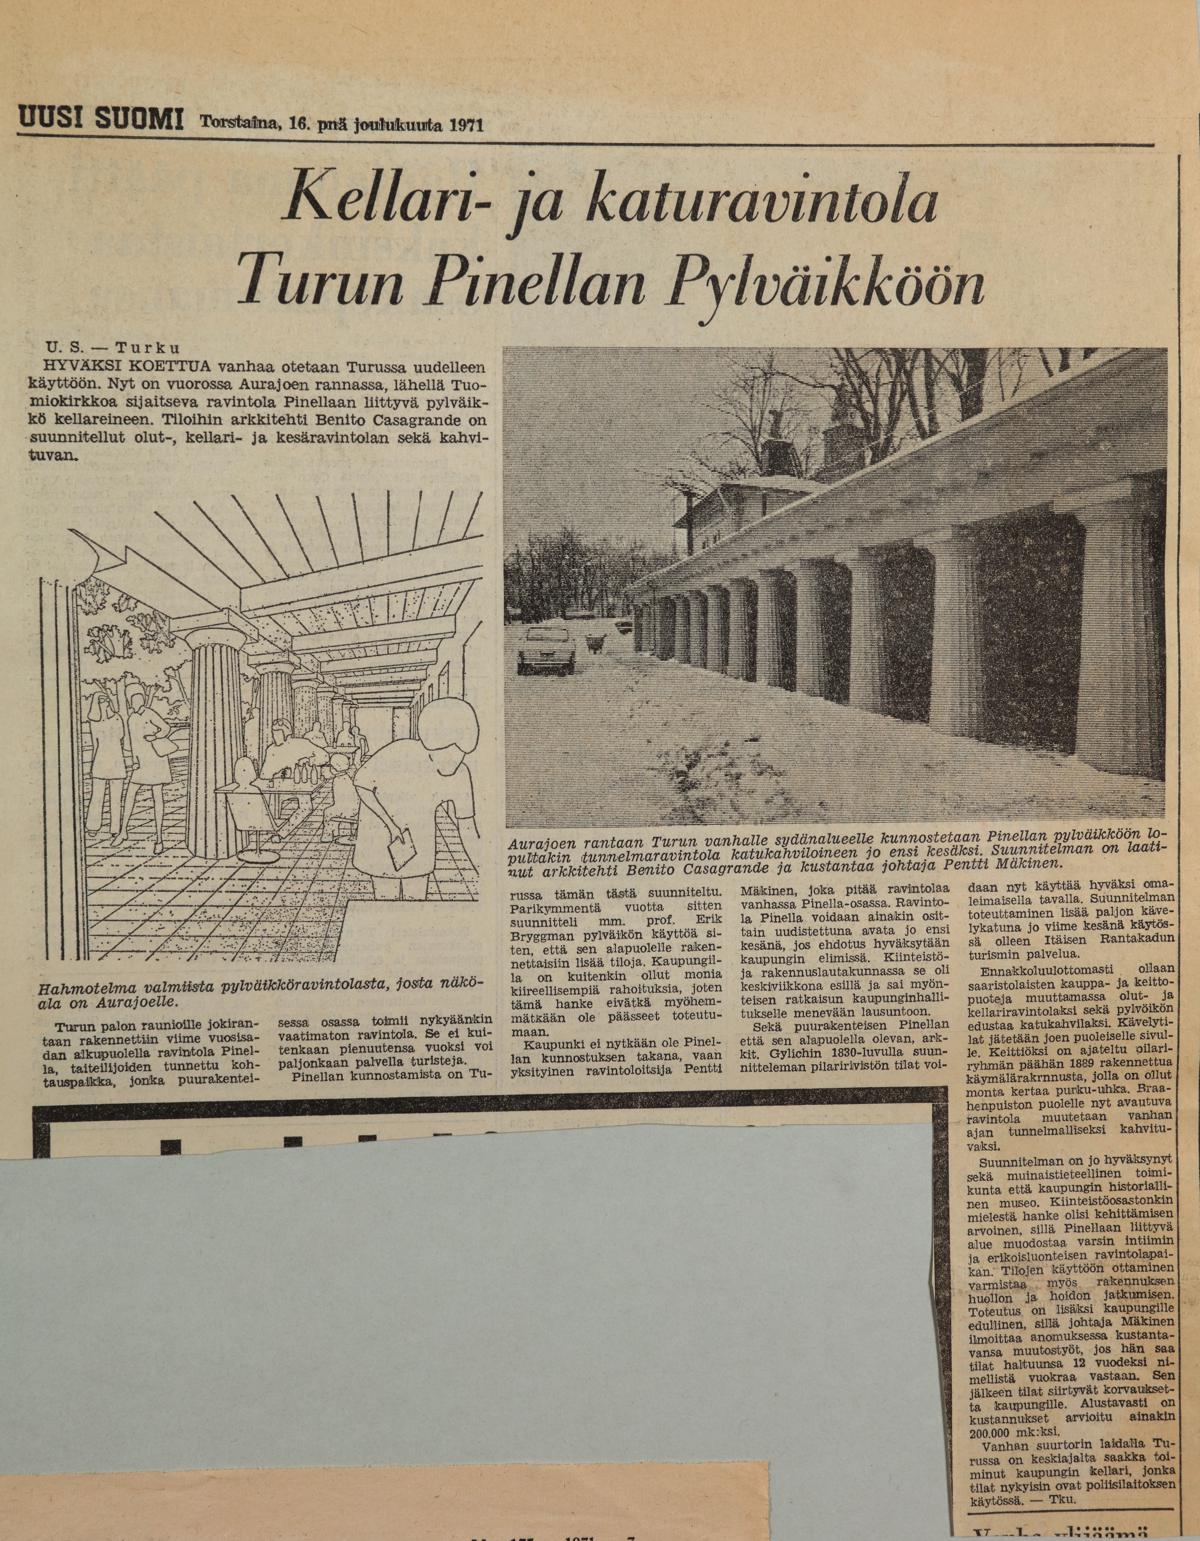 UUSI SUOMI Torstaina, 16. pnä joulukuuta 1971
Kellari- ja katuravintola
Turun Pinellan Pylväikköön
U. S. — Turku
HYVÄKSI KOETTUA vanhaa otetaan Turussa uudelleen
käyttöön. Nyt on vuorossa Aurajoen rannassa, lähellä Tuo-
miokirkkoa sijaitseva ravintola Pinellaan liittyvä pylväik-
kö kellareineen. Tiloihin arkkitehti Benito Casagrande on
suunnitellut olut-, kellari- ja kesäravintolan sekä kahvi-
tuvan.
Hahmotelma valmiista pylväikköravintolasta, josta näkö-
ala on Aurajoelle.
Aurajoen rantaan Turun vanhalle sydänalueelle kunnostetaan Pinellan pylväikköön lo-
pultakin tunnelmaravintola katukahviloineen jo ensi kesäksi. Suunnitelman on laati-
nut arkkitehti Benito Casagrande ja kustantaa johtaja Pentti Mäkinen.
Turun palon raunioille jokiran-
taan rakennettiin viime vuosisa-
dan alkupuolella ravintola Pinel-
la, taiteilijoiden tunnettu koh-
tauspaikka, jonka puurakentei-
sessa osassa toimii nykyäänkin
vaatimaton ravintola. Se ei kui-
tenkaan pienuutensa vuoksi voi
paljonkaan palvella turisteja.
Pinellan kunnostamista on Tu-
russa tämän tästä suunniteltu.
Parikymmentä vuotta sitten
suunnitteli mm. prof. Erik
Bryggman pylväikön käyttöä si-
ten, että sen alapuolelle raken-
nettaisiin lisää tiloja. Kaupungil-
la on kuitenkin ollut monia
kiireellisempiä rahoituksia, joten
tämä hanke eivätkä myöhem-
mätkään ole päässeet toteutu-
maan.
Kaupunki ei nytkään ole Pinel-
lan kunnostuksen takana, vaan
yksityinen ravintoloitsija Pentti
Mäkinen, joka pitää ravintolaa
vanhassa Pinella-osassa. Ravinto-
la Pinella voidaan ainakin osit-
tain uudistettuna avata jo ensi
kesänä, jos ehdotus hyväksytään
kaupungin elimissä. Kiinteistö-
ja rakennuslautakunnassa se oli
keskiviikkona esillä ja sai myön-
teisen ratkaisun kaupunginhalli-
tukselle menevään lausuntoon.
Sekä puurakenteisen Pinellan
että sen alapuolella olevan, ark-
kit. Gylichin 1830-luvulla suun-
nitteleman pilaririvistön tilat voi-
daan nyt käyttää hyväksi oma-
leimaisella tavalla. Suunnitelman
toteuttaminen lisää paljon käve-
lykatuna jo viime kesänä käytös-
sä olleen Itäisen Rantakadun
turismin palvelua.
Ennakkoluulottomasti ollaan
saaristolaisten kauppa- ja keitto-
puoteja muuttamassa olut- ja
kellariravintolaksi sekä pylvöikön
edustaa katukahvilaksi. Kävelyti-
lat jätetään joen puoleiselle sivul-
le. Keittiöksi on ajateltu pilari-
ryhmän päähän 1889 rakennettua
käymälärakrnnusta, jolla on ollut
monta kertaa purku-uhka. Braa-
henpuiston puolelle nyt avautuva
ravintola muutetaan vanhan
ajan tunnelmalliseksi kahvitu-
vaksi.
Suunnitelman on jo hyväksynyt
sekä muinaistieteellinen toimi-
kunta että kaupungin historialli-
nen museo. Kiinteistöosastonkin
mielestä hanke olisi kehittämisen
arvoinen, sillä Pinellaan liittyvä
alue muodostaa varsin intiimin
ja erikoisluonteisen ravintolapai-
kan. Tilojen käyttöön ottaminen
varmistaa myös rakennuksen
huollon ja hoidon jatkumisen.
Toteutus on lisäksi kaupungille
edullinen, sillä johtaja Mäkinen
ilmoittaa anomuksessa kustanta-
vansa muutostyöt, jos hän saa
tilat haltuunsa 12 vuodeksi ni-
mellistä vuokraa vastaan. Sen
jälkeen tilat siirtyvät korvaukset-
ta kaupungille. Alustavasti on
kustannukset arvioitu ainakin
200.000 mk:ksi.
Vanhan suurtorin laidalla Tu-
russa on keskiajalta saakka toi-
minut kaupungin kellari, jonka
tilat nykyisin ovat poliisilaitoksen
käytössä. — Tku.